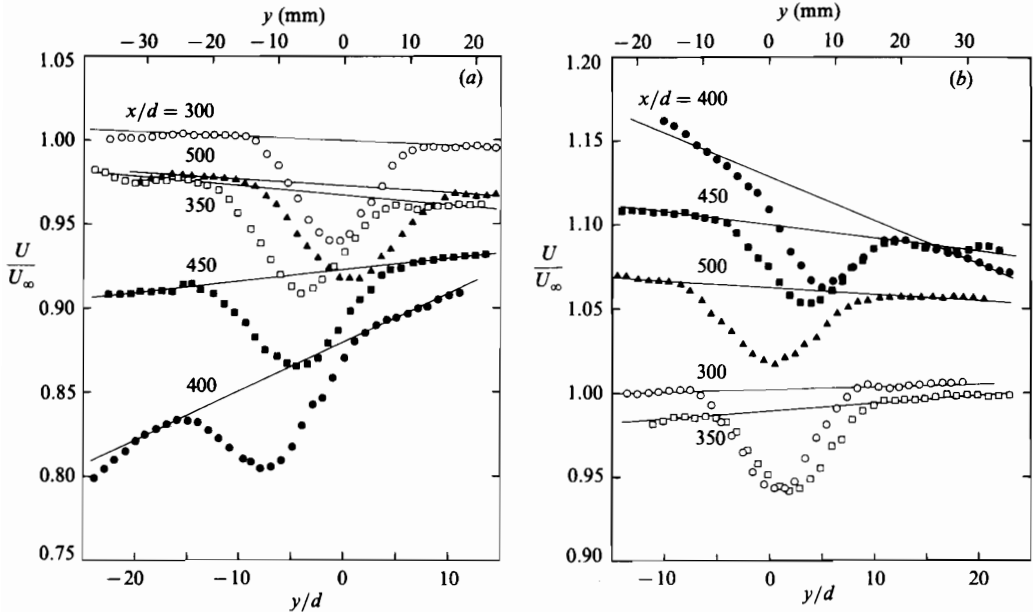 y (mm)
−30 −20 −10 0 10 20
1.05
1.00
0.95
0.90
0.85
0.80
0.75
U
U∞
(a)
x/d = 300
500
350
450
400
−20 −10 0 10
y/d
y (mm)
−20 −10 0 10 20 30
1.20
1.15
1.10
1.05
1.00
0.95
0.90
U
U∞
(b)
x/d = 400
450
500
300
350
−10 0 10 20
y/d